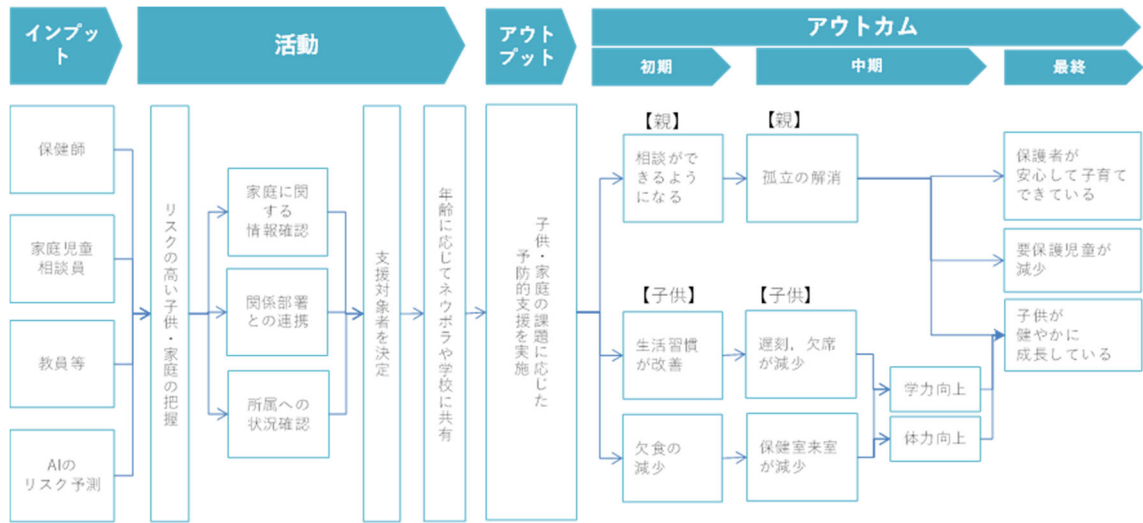 インプッ
ト
活動
アウト
プット
アウトカム
初期
中期
最終
保健師
家庭児童
相談員
教員等
AIの
リスク予測
リスクの高い子供・家庭の把握
家庭に関
する
情報確認
関係部署
との連携
所属への
状況確認
支援対象者を決定
年齢に応じてネウボラや学校に共有
子供・家庭の課題に応じた
予防的支援を実施
【親】
相談がで
きるよう
になる
【親】
孤立の解消
【子供】
生活習慣
が改善
欠食の
減少
【子供】
遅刻，欠席
が減少
保健室来室
が減少
学力向上
体力向上
保護者が
安心して子育て
できている
要保護児童が
減少
子供が
健やかに
成長している